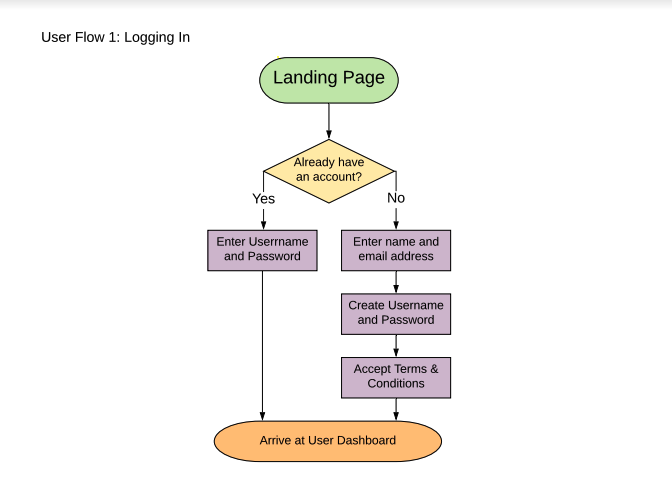 User Flow 1: Logging In
Landing Page
Already have
an account?
Yes
No
Enter Userrname
and Password
Enter name and
email address
Create Username
and Password
Accept Terms &
Conditions
Arrive at User Dashboard